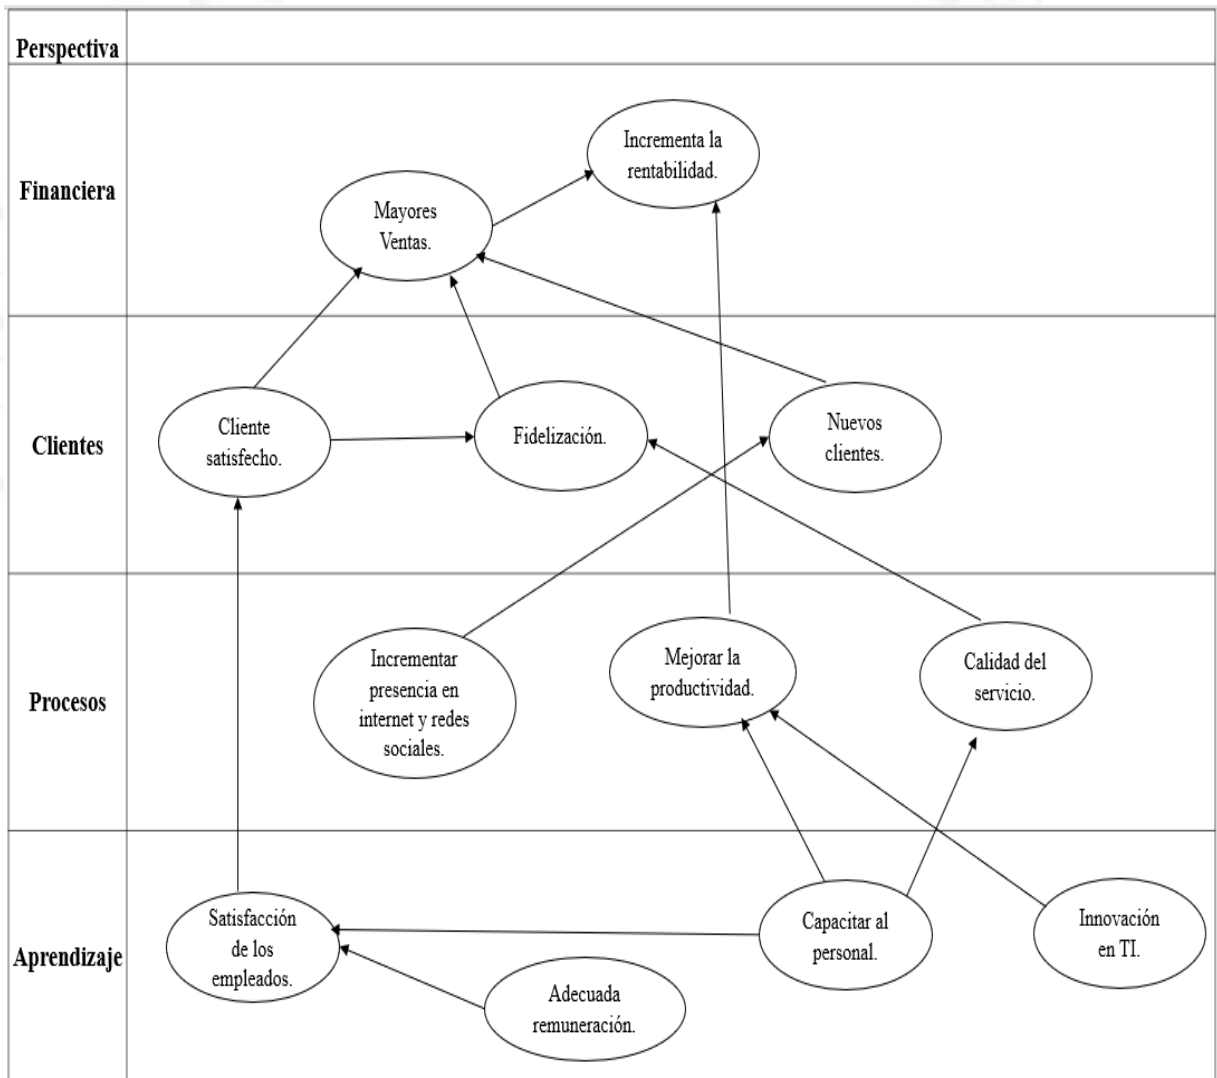 Perspectiva
Financiera
Incrementa la
rentabilidad.
Mayores
Ventas.
Clientes
Cliente
satisfecho.
Fidelización.
Nuevos
clientes.
Procesos
Incrementar
presencia en
internet y redes
sociales.
Mejorar la
productividad.
Calidad del
servicio.
Aprendizaje
Satisfacción
de los
empleados.
Adecuada
remuneración.
Capacitar al
personal.
Innovación
en TI.